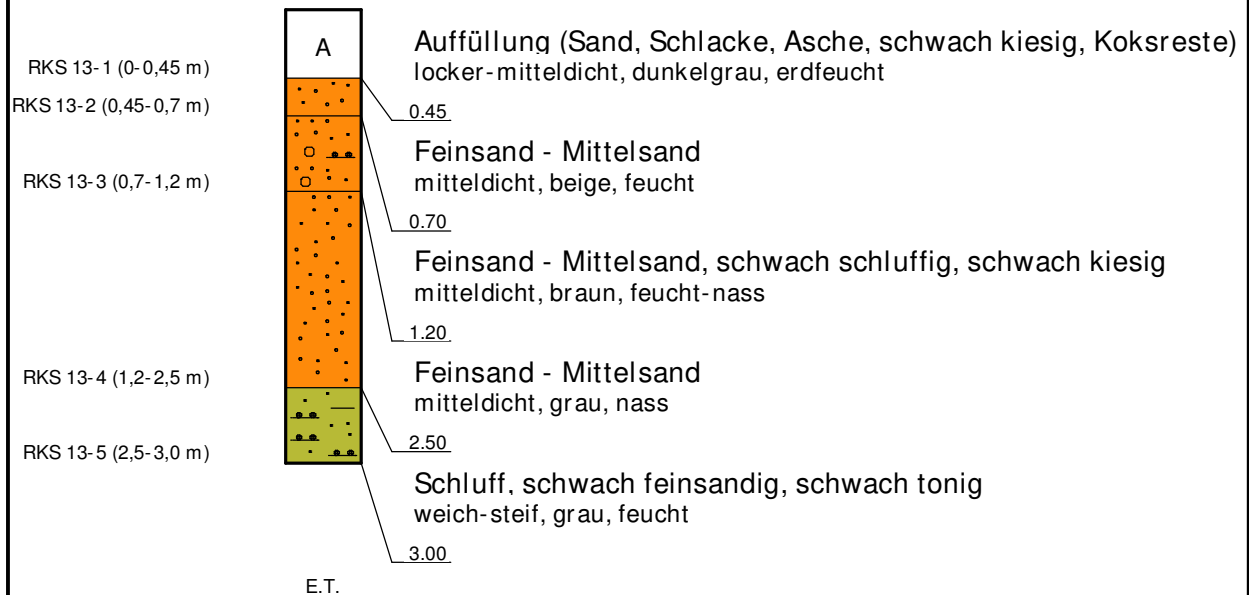 A
Auffüllung (Sand, Schlacke, Asche, schwach kiesig, Koksreste)
locker-mitteldicht, dunkelgrau, erdfeucht
RKS 13-1 (0-0,45 m)
0.45
RKS 13-2 (0,45-0,7 m)
Feinsand - Mittelsand
mitteldicht, beige, feucht
RKS 13-3 (0,7-1,2 m)
0.70
Feinsand - Mittelsand, schwach schluffig, schwach kiesig
mitteldicht, braun, feucht-nass
1.20
Feinsand - Mittelsand
mitteldicht, grau, nass
RKS 13-4 (1,2-2,5 m)
2.50
RKS 13-5 (2,5-3,0 m)
Schluff, schwach feinsandig, schwach tonig
weich-steif, grau, feucht
3.00
E.T.